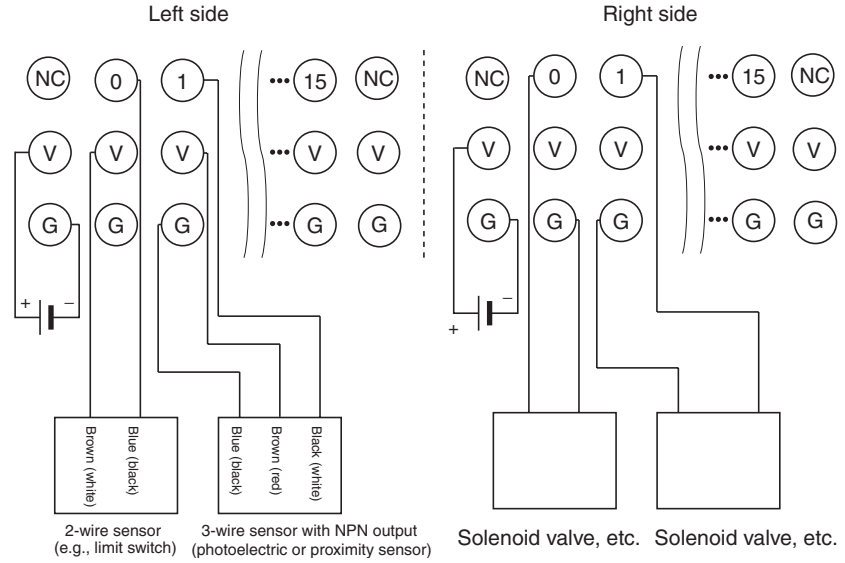 Left side Right side
NC 0 1 ••• 15 NC NC 0 1 ••• 15 NC
V V V ••• V V V V V ••• V V
G G G ••• G G G G G ••• G G
+ – + –
Brown (white) Blue (black) Blue (black) Brown (red) Black (white)
2-wire sensor
(e.g., limit switch)
3-wire sensor with NPN output
(photoelectric or proximity sensor)
Solenoid valve, etc. Solenoid valve, etc.